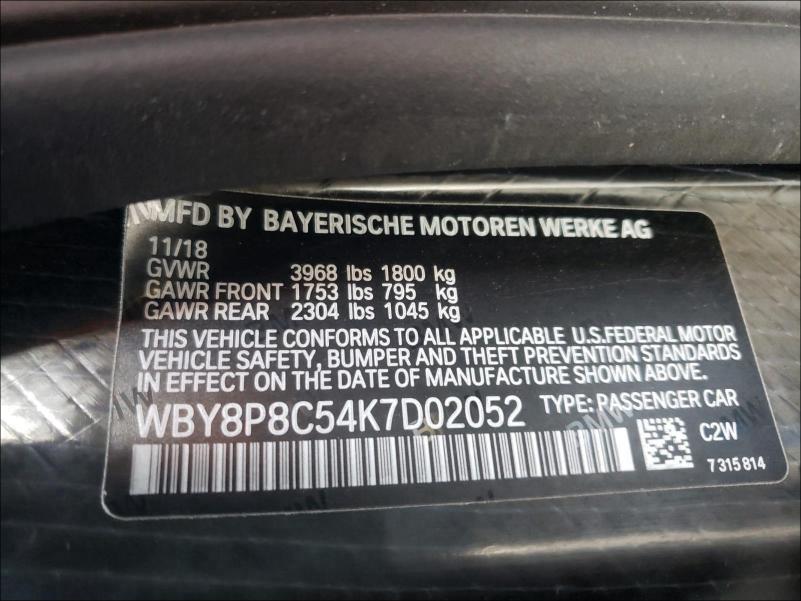 MFD BY BAYERISCHE MOTOREN WERKE AG
11/18
GVWR 3968 lbs 1800 kg
GAWR FRONT 1753 lbs 795 kg
GAWR REAR 2304 lbs 1045 kg
THIS VEHICLE CONFORMS TO ALL APPLICABLE U.S.FEDERAL MOTOR
VEHICLE SAFETY, BUMPER AND THEFT PREVENTION STANDARDS
IN EFFECT ON THE DATE OF MANUFACTURE SHOWN ABOVE.
WBY8P8C54K7D02052 TYPE: PASSENGER CAR
C2W
7 315 814